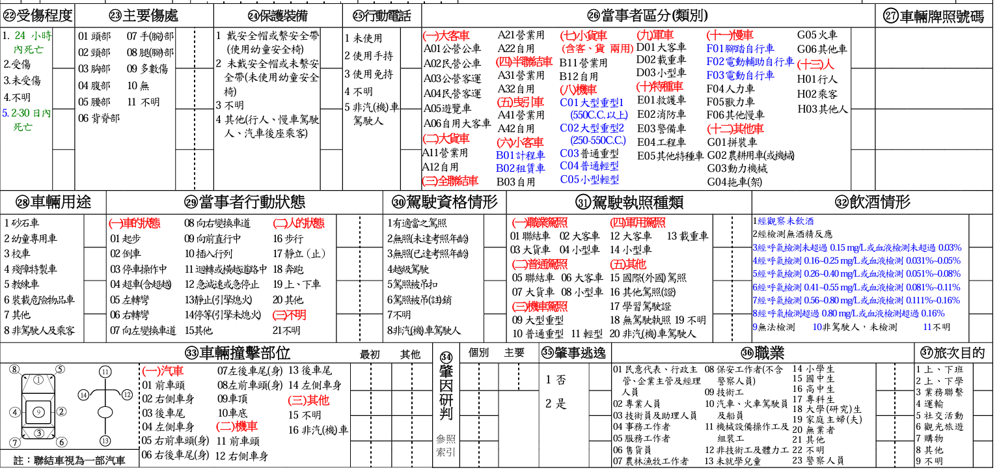 ㉒受傷程度
1. 24 小時
內死亡
2.受傷
3.未受傷
4.不明
5. 2-30 日內
死亡
㉓主要傷處
01 頭部
02 頸部
03 胸部
04 腹部
05 腰部
06 背脊部
07 手(腕)部
08 腿(腳)部
09 多數傷
10 無
11 不明
㉔保護裝備
1 戴安全帽或繫安全帶
(使用幼童安全椅)
2 未戴安全帽或未繫安
全帶(未使用幼童安全
椅)
3 不明
4 其他(行人、慢車駕駛
人、汽車後座乘客)
㉕行動電話
1 未使用
2 使用手持
3 使用免持
4 不明
5 非汽(機)車
駕駛人
㉖當事者區分(類別)
(一)大客車
A01公營公車
A02民營公車
A03公營客運
A04民營客運
A05遊覽車
A06自用大客車
(二)大貨車
A11營業用
A12自用
(三)全聯結車
A21營業用
A22自用
(四)半聯結車
A31營業用
A32自用
(五)曳引車
A41營業用
A42自用
(六)小客車
B01計程車
B02租賃車
B03自用
(七)小貨車
(含客、貨 兩用)
B11營業用
B12自用
(八)機車
C01大型重型1
(550C.C.以上)
C02大型重型2
(250-550C.C.)
C03普通重型
C04普通輕型
C05小型輕型
(九)軍車
D01大客車
D02載重車
D03小型車
(十)特種車
E01救護車
E02消防車
E03警備車
E04工程車
E05其他特種車
(十一)慢車
F01腳踏自行車
F02電動輔助自行車
F03電動自行車
F04人力車
F05獸力車
F06其他慢車
(十二)其他車
G01拼裝車
G02農耕用車(或機械)
G03動力機械
G04拖車(架)
G05火車
G06其他車
(十三)人
H01行人
H02乘客
H03其他人
㉗車輛牌照號碼
㉘車輛用途
1 砂石車
2 幼童專用車
3 校車
4 殘障特製車
5 教練車
6 裝載危險物品車
7 其他
8 非駕駛人及乘客
㉙當事者行動狀態
(一)車的狀態
01 起步
02 倒車
03 停車操作中
04 超車(含超越)
05 左轉彎
06 右轉彎
07 向左變換車道
08 向右變換車道
09 向前直行中
10 插入行列
11 迴轉或橫越道路中
12 急減速或急停止
13靜止(引擎熄火)
14停等(引擎未熄火)
15其他
(二)人的狀態
16 步行
17 靜立 (止)
18 奔跑
19 上、下車
20 其他
(三)不明
21不明
㉚駕駛資格情形
1有適當之駕照
2無照(未達考照年齡)
3無照(已達考照年齡)
4越級駕駛
5駕照被吊扣
6駕照被吊(註)銷
7不明
8非汽(機)車駕駛人
㉛駕駛執照種類
(一)職業駕照
01 聯結車 02 大客車
03 大貨車 04 小型車
(二)普通駕照
05 聯結車 06 大客車
07 大貨車 08 小型車
(三)機車駕照
09 大型重型
10 普通重型 11 輕型
(四)軍用駕照
12 大客車 13 載重車
14 小型車
(五)其他
15 國際(外國)駕照
16 其他駕照(證)
17 學習駕駛證
18 無駕駛執照 19 不明
20 非汽(機)車駕駛人
㉜飲酒情形
1經觀察未飲酒
2經檢測無酒精反應
3經呼氣檢測未超過 0.15 mg/L或血液檢測未超過 0.03%
4經呼氣檢測 0.16~0.25 mg/L或血液檢測 0.031%~0.05%
5經呼氣檢測 0.26~0.40 mg/L或血液檢測 0.051%~0.08%
6經呼氣檢測 0.41~0.55 mg/L或血液檢測 0.081%~0.11%
7經呼氣檢測 0.56~0.80 mg/L或血液檢測 0.111%~0.16%
8經呼氣檢測超過 0.80 mg/L或血液檢測超過 0.16%
9無法檢測 10非駕駛人，未檢測 11不明
㉝車輛撞擊部位
最初 其他
⑧ ⑤
①
④ ⑨ ②
③
⑦ ⑥
⑪
⑭ ⑫
⑬
註：聯結車視為一部汽車
(一)汽車
01 前車頭
02 右側車身
03 後車尾
04 左側車身
05 右前車頭(身)
06 右後車尾(身)
07左後車尾(身)
08左前車頭(身)
09車頂
10車底
(二)機車
11 前車頭
12 右側車身
13 後車尾
14 左側車身
(三)其他
15 不明
16 非汽(機)車
㉞
肇
因
研
判
參照
索引
個別 主要
㉟肇事逃逸
1 否
2 是
㊱職業
01 民意代表、行政主
管、企業主管及經理
人員
02 專業人員
03 技術員及助理人員
04 事務工作者
05 服務工作者
06 售貨員
07 農林漁牧工作者
08 保安工作者(不含
警察人員)
09 技術工
10 汽車、火車駕駛員
及船員
11 機械設備操作工及
組裝工
12 非技術工及體力工
13 未就學兒童
14 小學生
15 國中生
16 高中生
17 專科生
18 大學(研究)生
19 家庭主婦(夫)
20 無業者
21 其他
22 不明
23 警察人員
㊲旅次目的
1 上、下班
2 上、下學
3 業務聯繫
4 運輸
5 社交活動
6 觀光旅遊
7 購物
8 其他
9 不明